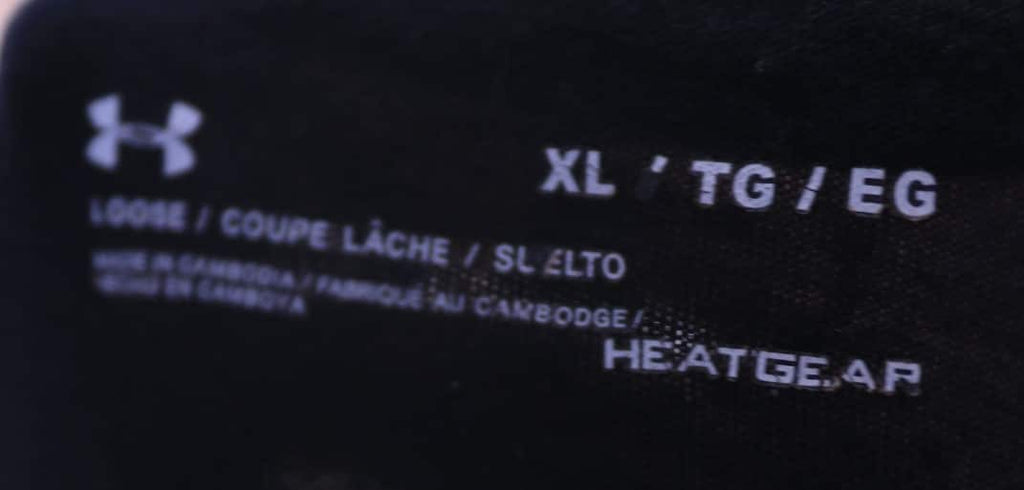 XL / TG / EG
LOOSE / COUPE LÂCHE / SUELTO
MADE IN CAMBODIA / FABRIQUÉ AU CAMBODGE /
HECHO EN CAMBOYA
HEATGEAR